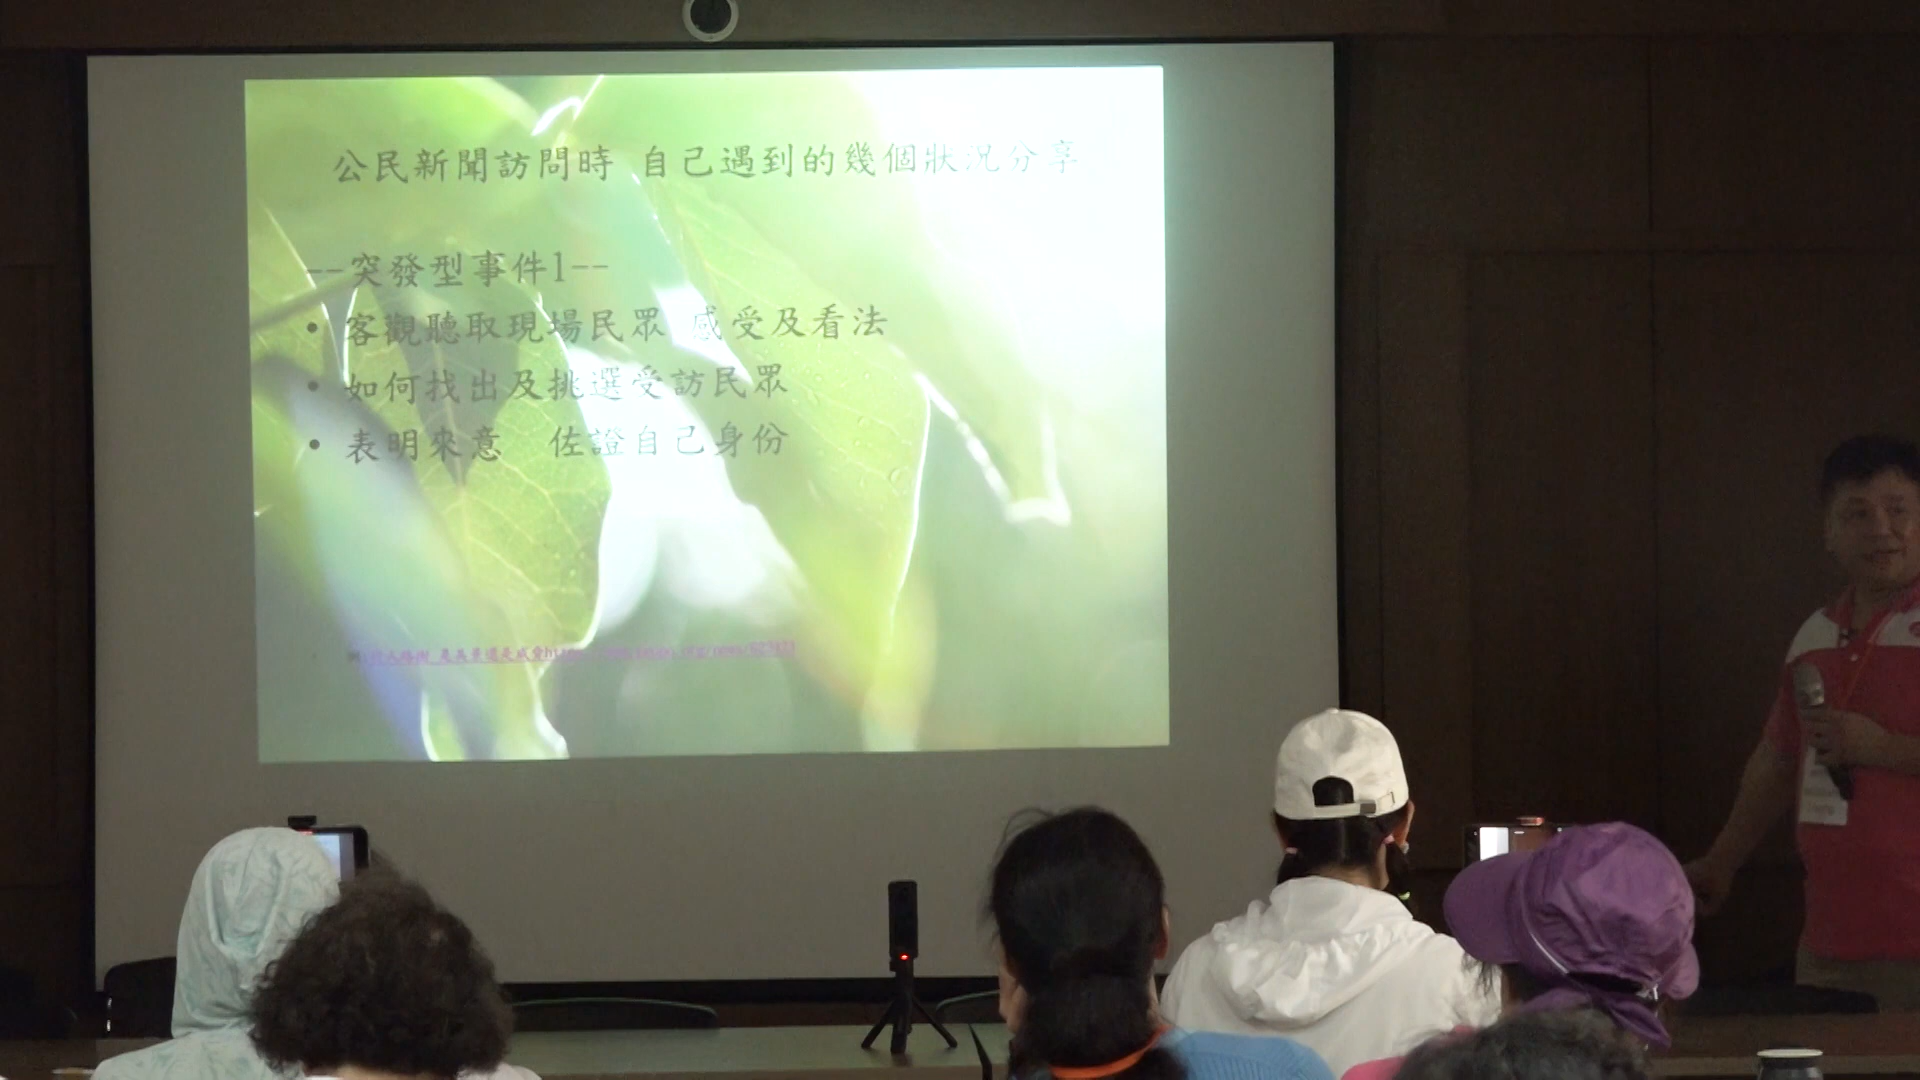 公民新聞訪問時 自己遇到的幾個狀況分享
--突發型事件1--
• 客觀聽取現場民眾 感受及看法
• 如何找出及挑選受訪民眾
• 表明來意 佐證自己身份